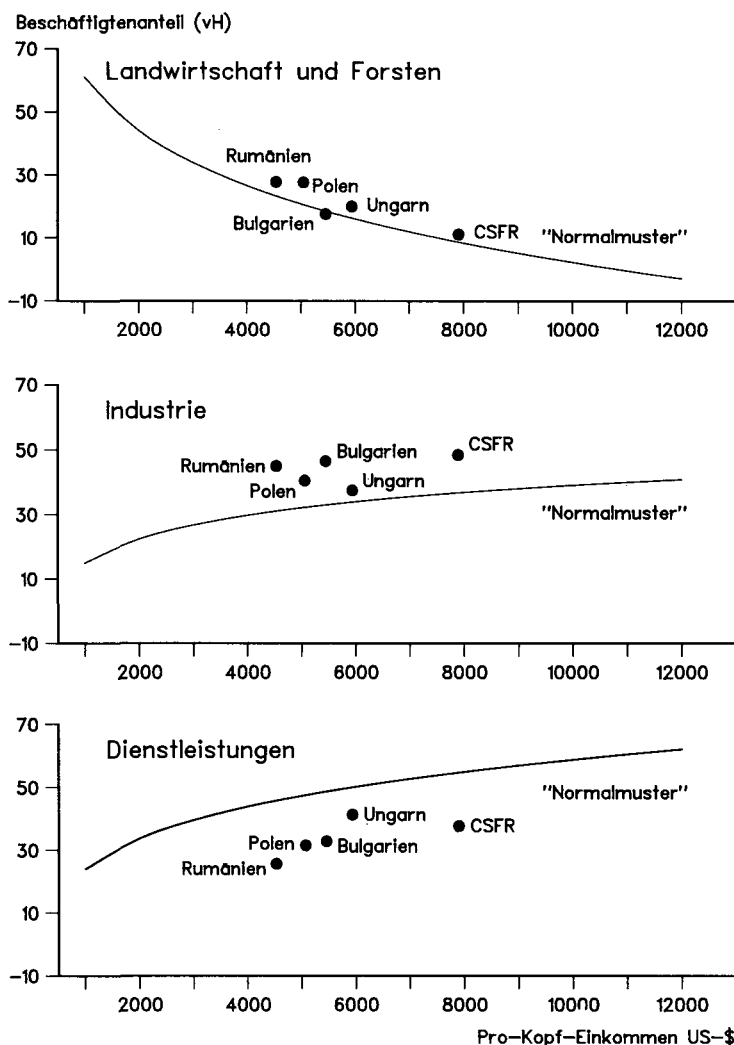 Beschäftigtenanteil (vH)
70
Landwirtschaft und Forsten
50
Rumänien
30
Polen
Ungarn
Bulgarien
CSFR
"Normalmuster"
10
-10
2000 4000 6000 8000 10000 12000
70
Industrie
50
Bulgarien
CSFR
Rumänien
Polen
Ungarn
30
"Normalmuster"
10
-10
2000 4000 6000 8000 10000 12000
70
Dienstleistungen
50
"Normalmuster"
Ungarn
CSFR
Polen
Bulgarien
30
Rumänien
10
-10
2000 4000 6000 8000 10000 12000
Pro-Kopf-Einkommen US-$